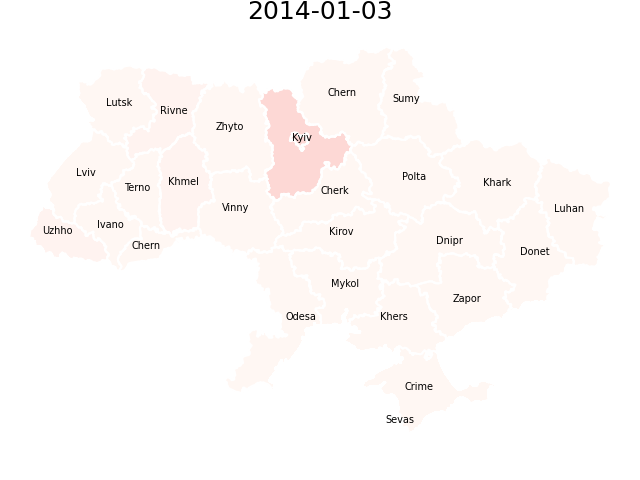 2014-01-03
Chern
Sumy
Lutsk
Rivne
Zhyto
Kyiv
Lviv
Terno
Khmel
Cherk
Polta
Khark
Luhan
Vinny
Uzhho
Ivano
Chern
Kirov
Dnipr
Donet
Mykol
Zapor
Odesa
Khers
Crime
Sevas